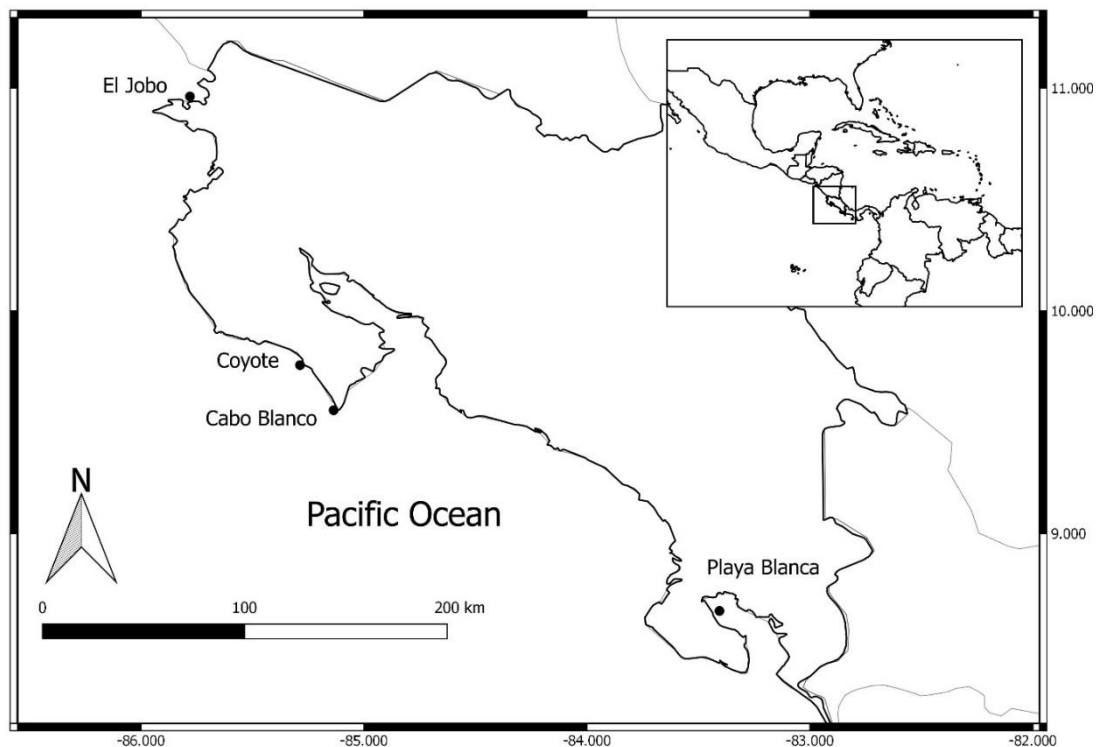 El Jobo
11.000
10.000
Coyote
Cabo Blanco
N
Pacific Ocean
9.000
Playa Blanca
0 100 200 km
-86.000 -85.000 -84.000 -83.000 -82.000